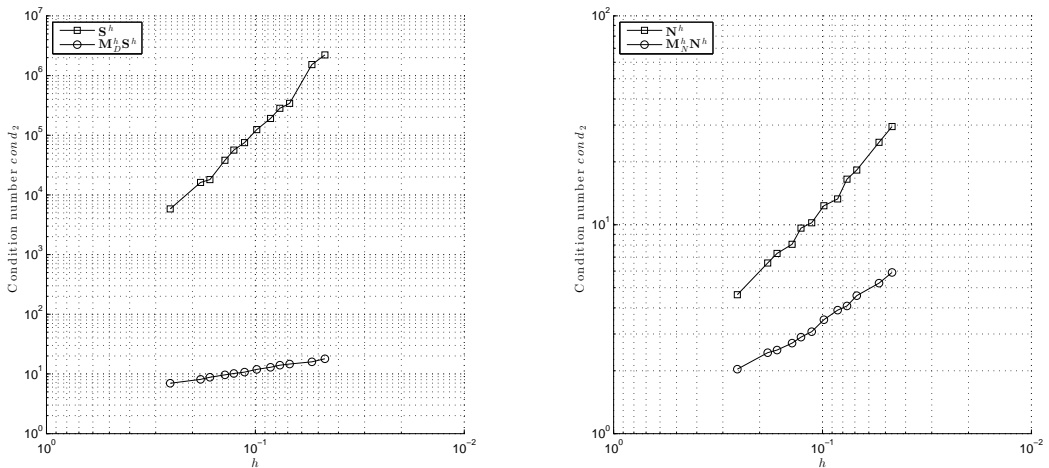 S^h
M_D^h S^h
10^7
10^6
10^5
10^4
10^3
10^2
10^1
10^0
Condition number cond_2
10^0
10^-1
10^-2
h
N^h
M_N^h N^h
10^2
10^1
10^0
Condition number cond_2
10^0
10^-1
10^-2
h